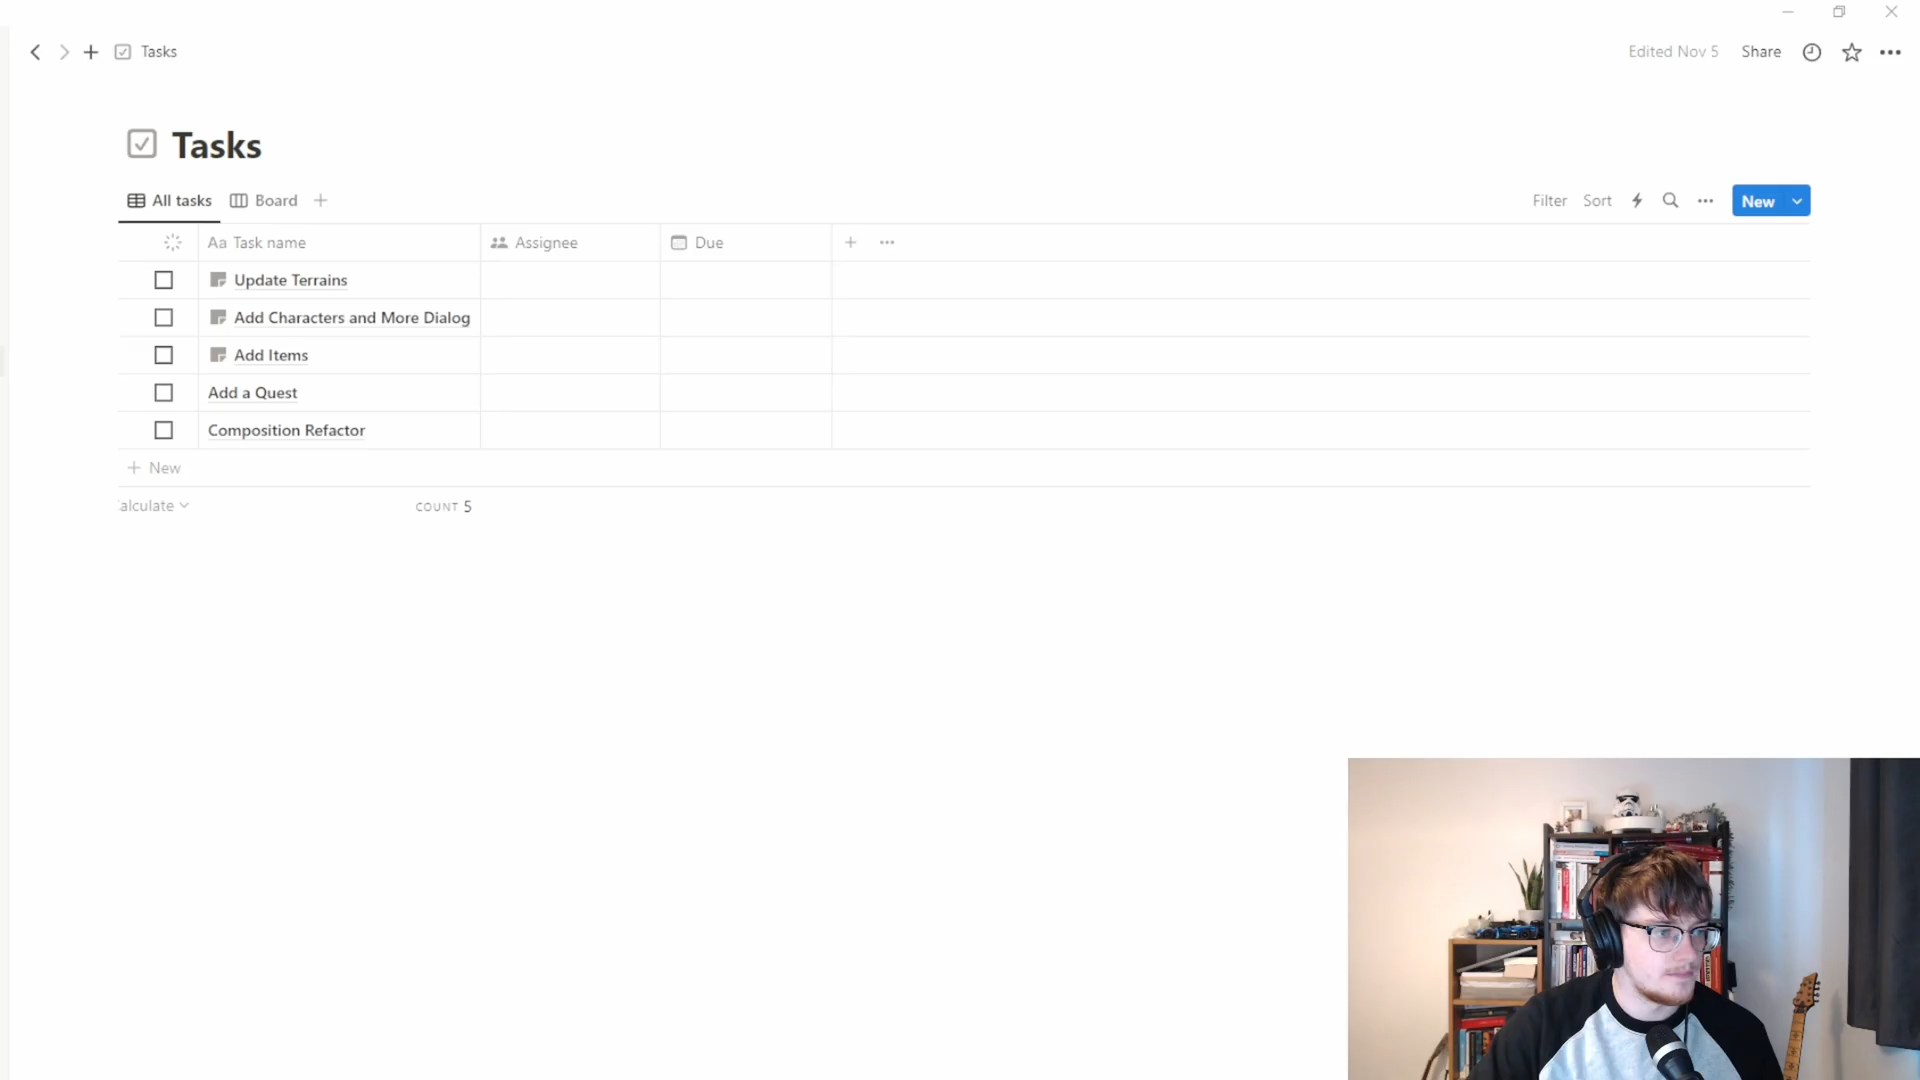 Tasks
Edited Nov 5
Share
Tasks
All tasks
Board
Filter
Sort
New
Aa Task name
Assignee
Due
Update Terrains
Add Characters and More Dialog
Add Items
Add a Quest
Composition Refactor
New
alculate
COUNT 5